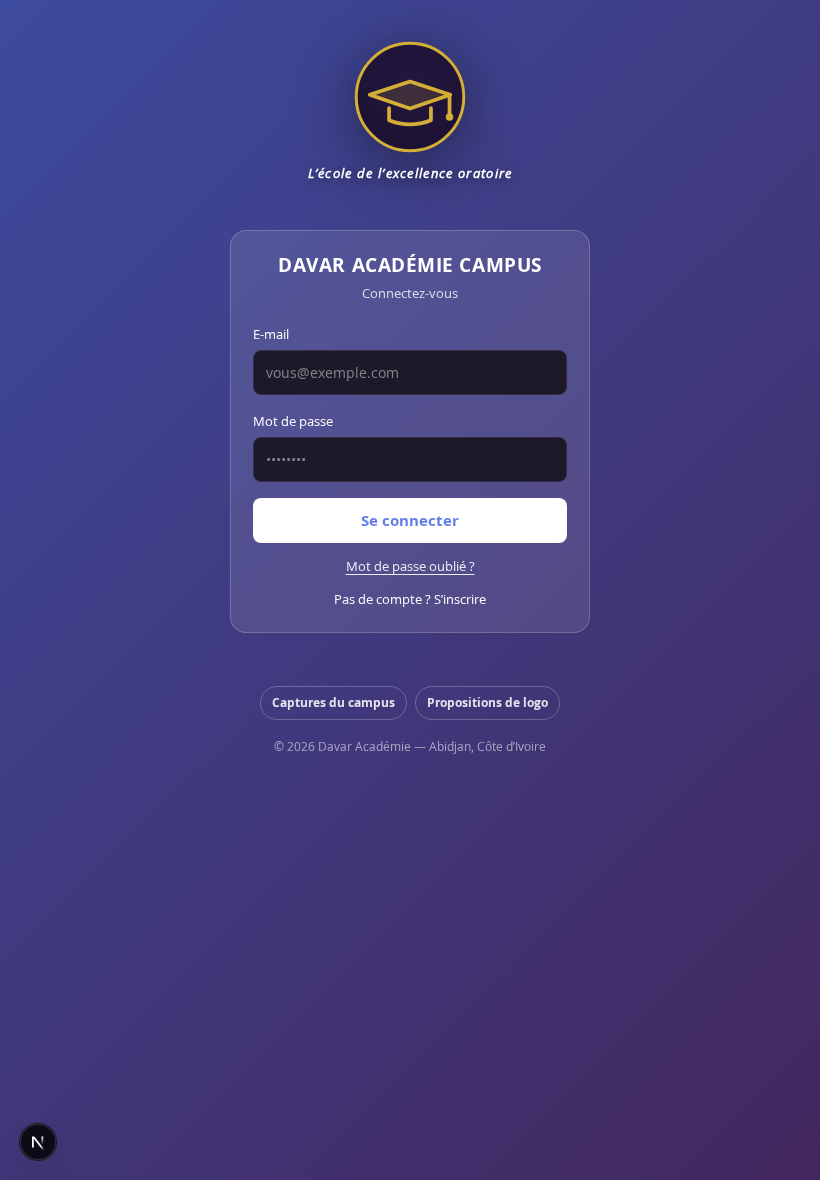 L’école de l’excellence oratoire
DAVAR ACADÉMIE CAMPUS
Connectez-vous
E-mail
vous@exemple.com
Mot de passe
••••••••
Se connecter
Mot de passe oublié ?
Pas de compte ? S’inscrire
Captures du campus
Propositions de logo
© 2026 Davar Académie — Abidjan, Côte d’Ivoire
N